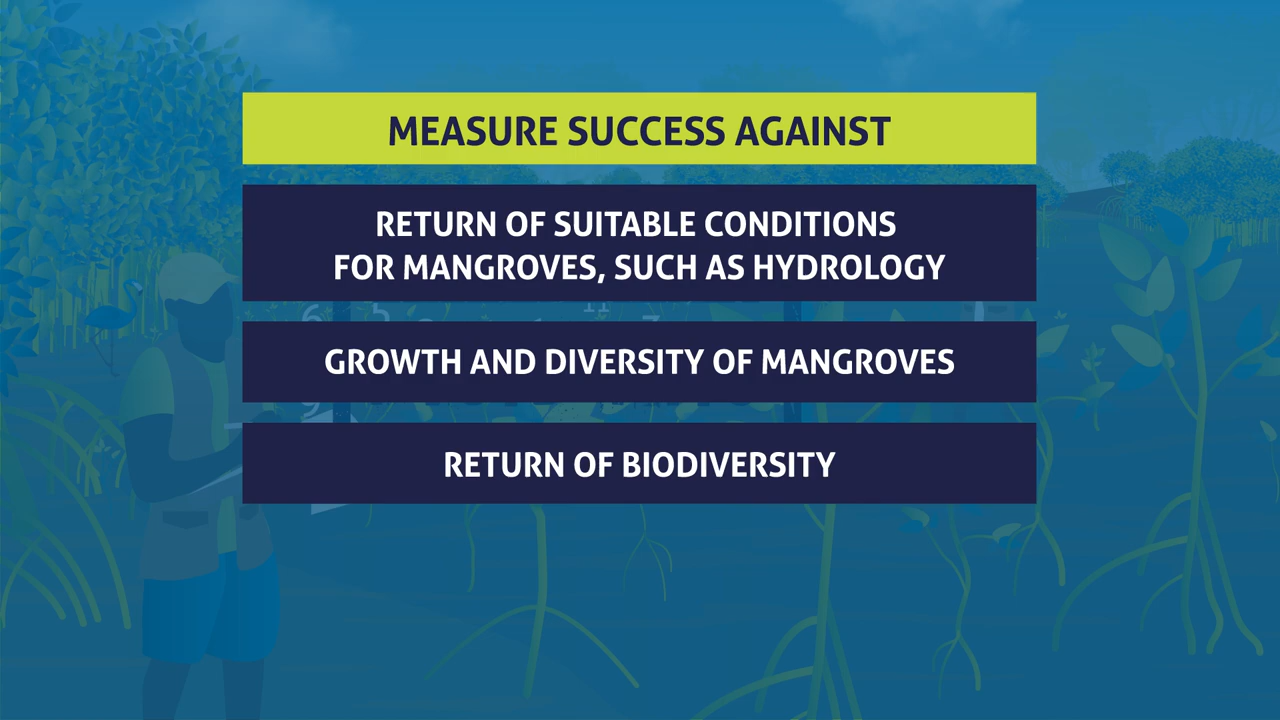 MEASURE SUCCESS AGAINST
RETURN OF SUITABLE CONDITIONS
FOR MANGROVES, SUCH AS HYDROLOGY
GROWTH AND DIVERSITY OF MANGROVES
RETURN OF BIODIVERSITY